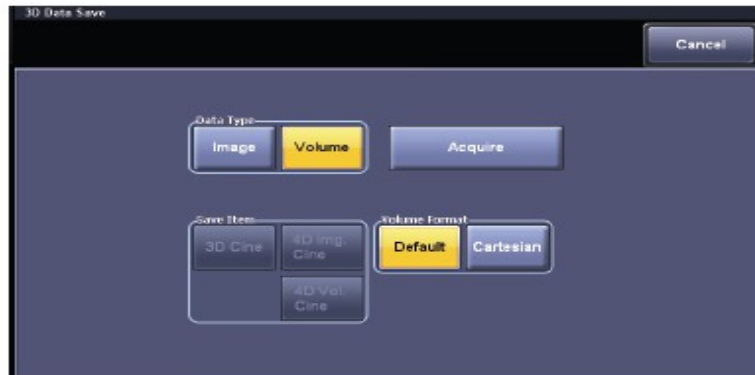 3D Data Save
Cancel
Data Type
Image Volume Acquire
Save Item Volume Format
3D Cine 4D Img. Cine Default Cartesian
4D Vol. Cine